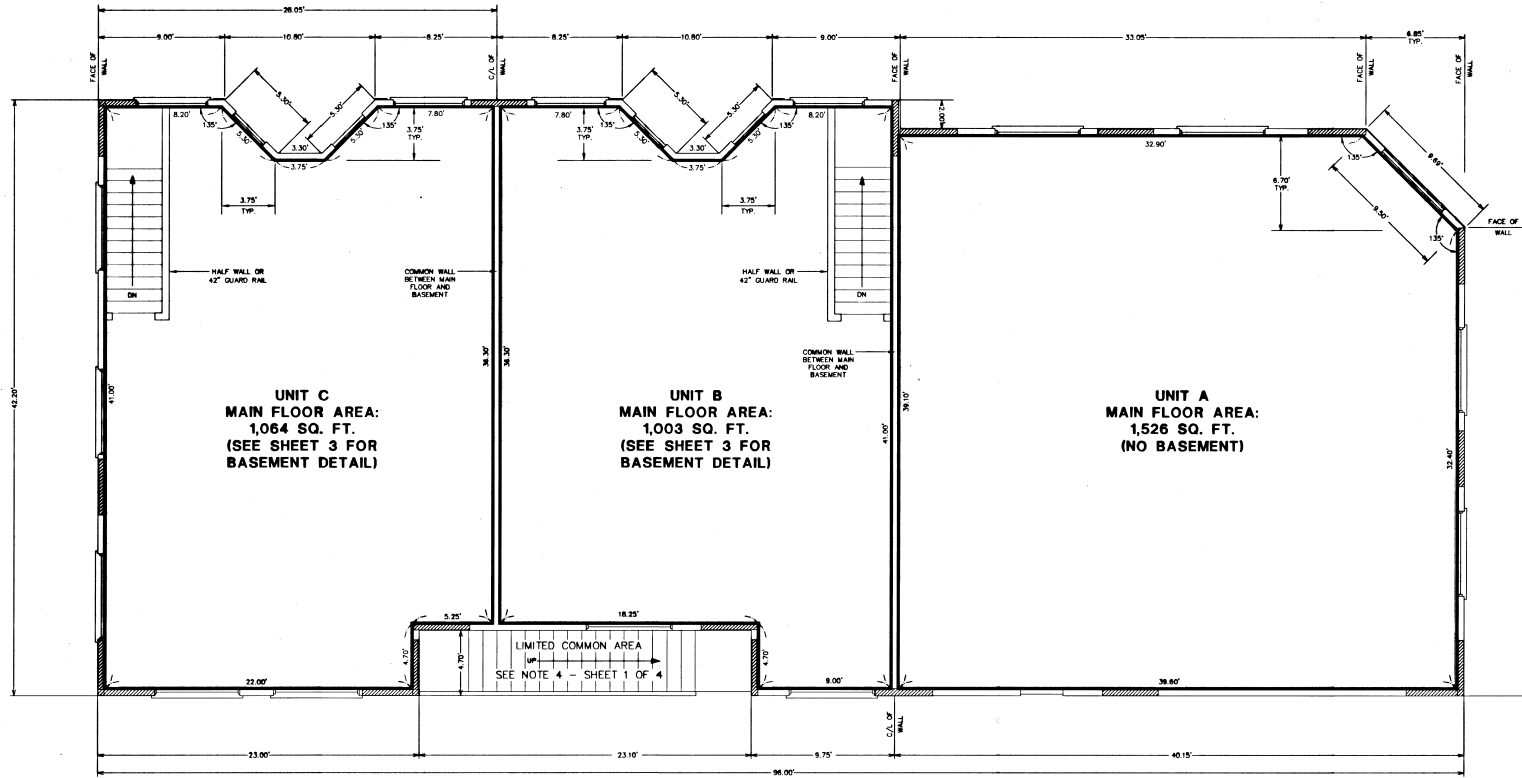 28.05'
9.00'
10.80'
8.25'
8.25'
10.80'
9.00'
33.05'
6.85'
TYP.
FACE OF
WALL
C/L OF
WALL
FACE OF
WALL
FACE OF
WALL
FACE OF
WALL
5.30'
5.30'
5.30'
5.30'
2.00'
8.20'
135°
5.30'
3.30'
3.75'
5.30'
135°
7.80'
3.75'
TYP.
7.80'
3.75'
TYP.
135°
5.30'
3.30'
3.75'
5.30'
135°
8.20'
32.90'
135°
9.69'
6.70'
TYP.
9.50'
135°
FACE OF
WALL
3.75'
TYP.
3.75'
TYP.
HALF WALL OR
42" GUARD RAIL
COMMON WALL
BETWEEN MAIN
FLOOR AND
BASEMENT
HALF WALL OR
42" GUARD RAIL
DN
DN
COMMON WALL
BETWEEN MAIN
FLOOR AND
BASEMENT
42.20'
41.00'
36.30'
36.30'
41.00'
39.10'
32.40'
UNIT C
MAIN FLOOR AREA:
1,064 SQ. FT.
(SEE SHEET 3 FOR
BASEMENT DETAIL)
UNIT B
MAIN FLOOR AREA:
1,003 SQ. FT.
(SEE SHEET 3 FOR
BASEMENT DETAIL)
UNIT A
MAIN FLOOR AREA:
1,526 SQ. FT.
(NO BASEMENT)
5.25'
18.25'
4.70'
4.70'
4.70'
LIMITED COMMON AREA
UP
SEE NOTE 4 - SHEET 1 OF 4
22.00'
9.00'
39.60'
C/L OF
WALL
23.00'
23.10'
9.75'
40.15'
96.00'